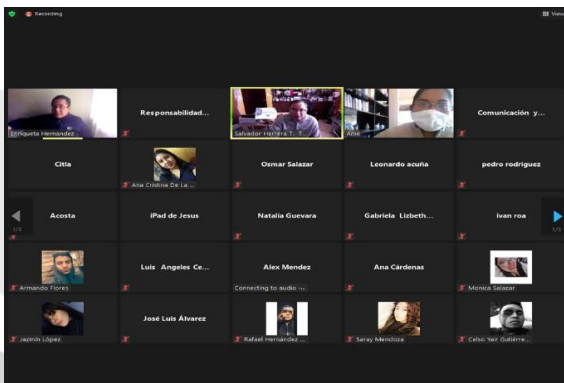 Recording
View
Enriqueta Hernandez
Responsabilidad...
Salvador Herrera T. T...
Ame
Comunicación y...
Citla
Ana Cristina De La ...
Osmar Salazar
Leonardo acuña
pedro rodriguez
Acosta
iPad de Jesus
Natalia Guevara
Gabriela Lizbeth...
ivan roa
1/3
1/3
Armando Flores
Luis Angeles Ce...
Alex Mendez
Connecting to audio ...
Ana Cárdenas
Monica Salazar
Jazmín López
José Luis Álvarez
Rafael Hernández ...
Saray Mendoza
Celso Yair Gutiérre...